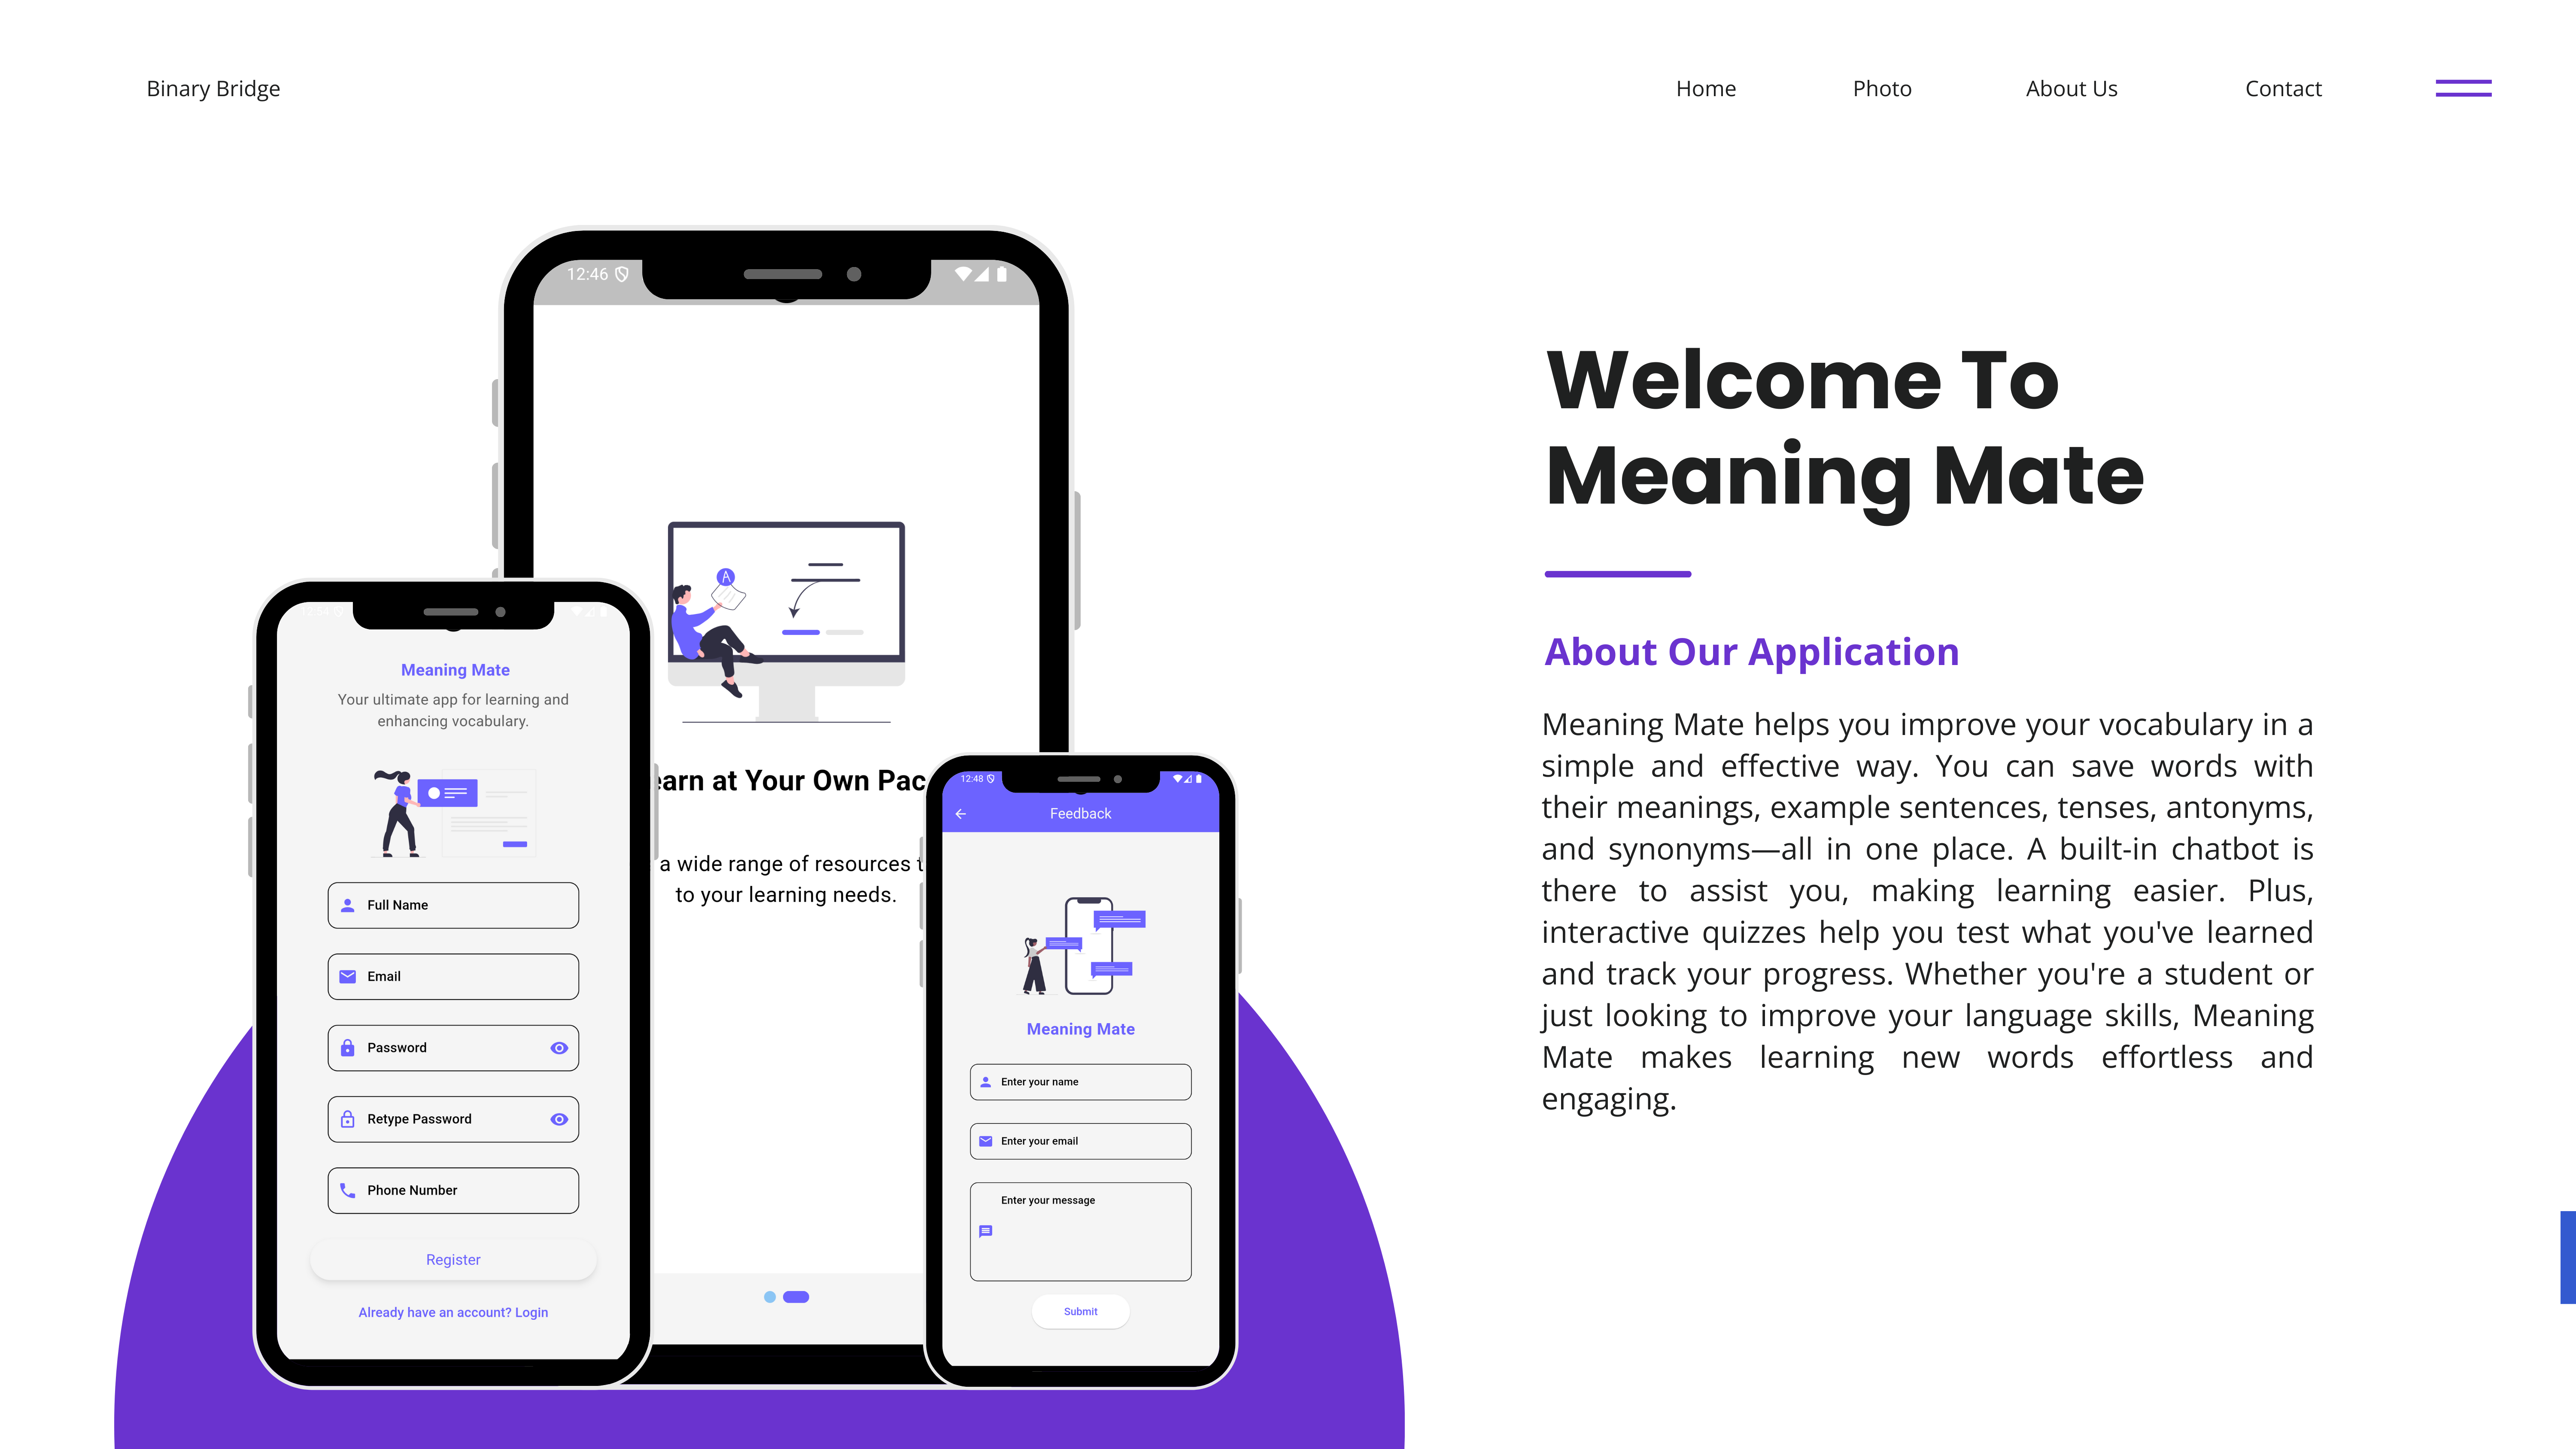 Binary Bridge
Home
Photo
About Us
Contact
12:46
Meaning Mate
Your ultimate app for learning and
enhancing vocabulary.
Full Name
Email
Password
Retype Password
Phone Number
Register
Already have an account? Login
earn at Your Own Pac
a wide range of resources t
to your learning needs.
A
12:48
Feedback
Meaning Mate
Enter your name
Enter your email
Enter your message
Submit
Welcome To
Meaning Mate
About Our Application
Meaning Mate helps you improve your vocabulary in a
simple and effective way. You can save words with
their meanings, example sentences, tenses, antonyms,
and synonyms—all in one place. A built-in chatbot is
there to assist you, making learning easier. Plus,
interactive quizzes help you test what you've learned
and track your progress. Whether you're a student or
just looking to improve your language skills, Meaning
Mate makes learning new words effortless and
engaging.